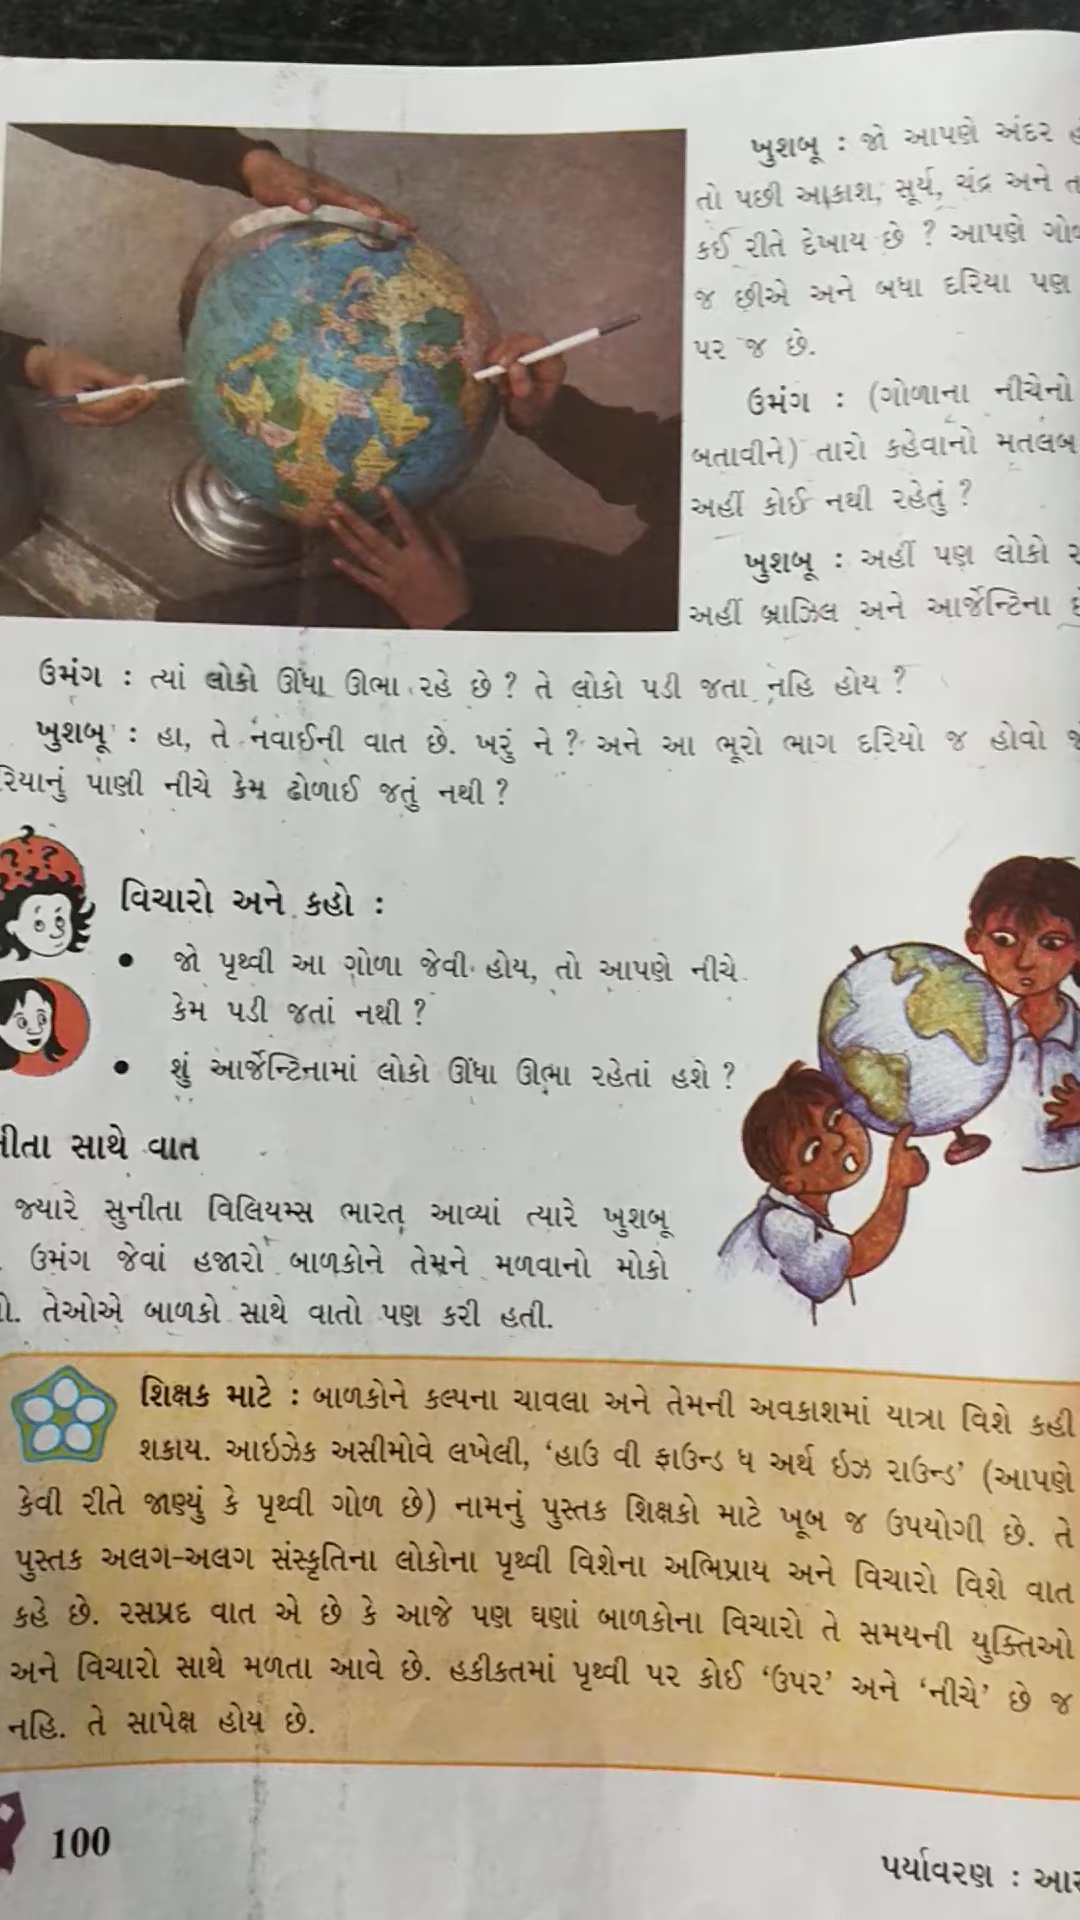 ખુશબૂ : જો આપણે અંદર
તો પછી આકાશ, સૂર્ય, ચંદ્ર અને
કઈ રીતે દેખાય છે ? આપણે
જ છીએ અને બધા દરિયા પણ
પર જ છે.
ઉમંગ : (ગોળાના નીચેનો
બતાવીને) તારો કહેવાનો મતલબ
અહીં કોઈ નથી રહેતું ?
ખુશબૂ : અહીં પણ લોકો
અહીં બ્રાઝિલ અને આર્જેન્ટિના
ઉમંગ : ત્યાં લોકો ઊંધા ઊભા રહે છે ? તે લોકો પડી જતા નહિ હોય ?
ખુશબૂ : હા, તે નવાઈની વાત છે. ખરું ને ? અને આ ભૂરો ભાગ દરિયો જ હોવો
પાણી નીચે કેમ ઢોળાઈ જતું નથી ?
વિચારો અને કહો :
• જો પૃથ્વી આ ગોળા જેવી હોય, તો આપણે નીચે
કેમ પડી જતાં નથી ?
• શું આર્જેન્ટિનામાં લોકો ઊંધા ઊભા રહેતાં હશે ?
સાથે વાત
જ્યારે સુનીતા વિલિયમ્સ ભારત આવ્યાં ત્યારે ખુશબૂ
ઉમંગ જેવાં હજારો બાળકોને તેમને મળવાનો મોકો
તેઓએ બાળકો સાથે વાતો પણ કરી હતી.
શિક્ષક માટે : બાળકોને કલ્પના ચાવલા અને તેમની અવકાશમાં યાત્રા વિશે કહી
શકાય. આઇઝેક અસીમોવે લખેલી, ‘હાઉ વી ફાઉન્ડ ધ અર્થ ઇઝ રાઉન્ડ’ (આપણે
કેવી રીતે જાણ્યું કે પૃથ્વી ગોળ છે) નામનું પુસ્તક શિક્ષકો માટે ખૂબ જ ઉપયોગી છે. તે
પુસ્તક અલગ-અલગ સંસ્કૃતિના લોકોના પૃથ્વી વિશેના અભિપ્રાય અને વિચારો વિશે વાત
કહે છે. રસપ્રદ વાત એ છે કે આજે પણ ઘણાં બાળકોના વિચારો તે સમયની યુક્તિઓ
અને વિચારો સાથે મળતા આવે છે. હકીકતમાં પૃથ્વી પર કોઈ ‘ઉપર’ અને ‘નીચે’ છે જ
નહિ. તે સાપેક્ષ હોય છે.
100
પર્યાવરણ :